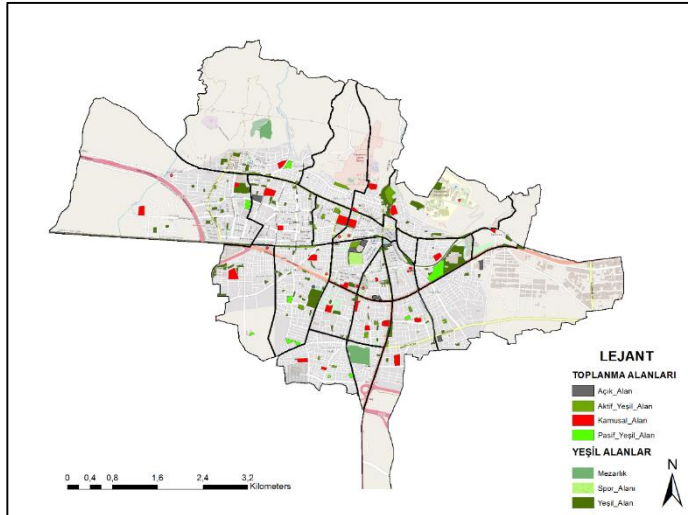 LEJANT
TOPLANMA ALANLARI
Açık_Alan
Aktif_Yeşil_Alan
Kamusal_Alan
Pasif_Yeşil_Alan
YEŞİL ALANLAR
Mezarlık
Spor_Alanı
Yeşil_Alan
N
0 0,4 0,8 1,6 2,4 3,2
Kilometers